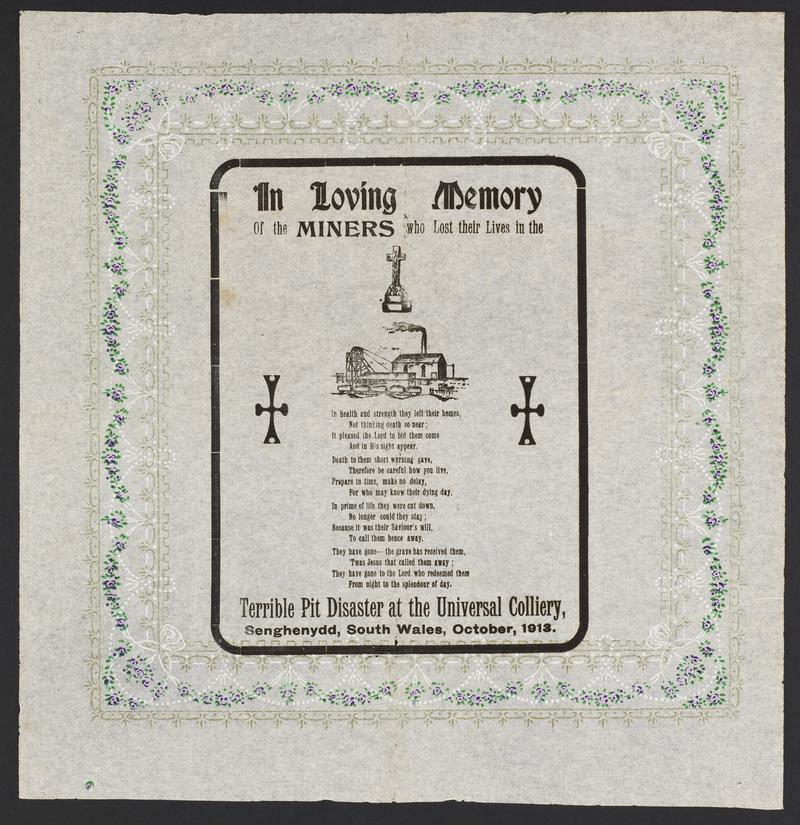 In Loving Memory
Of the MINERS who Lost their Lives in the
In health and strength they left their homes,
Not thinking death so near;
It pleased the Lord to bid them come
And in His sight appear.
Death to them short warning gave,
Therefore be careful how you live,
Prepare in time, make no delay,
For who may know their dying day.
In prime of life they were cut down,
No longer could they stay;
Because it was their Saviour's will,
To call them hence away.
They have gone—the grave has received them,
'Twas Jesus that called them away;
They have gone to the Lord who redeemed them
From night to the splendour of day.
Terrible Pit Disaster at the Universal Colliery,
Senghenydd, South Wales, October, 1913.